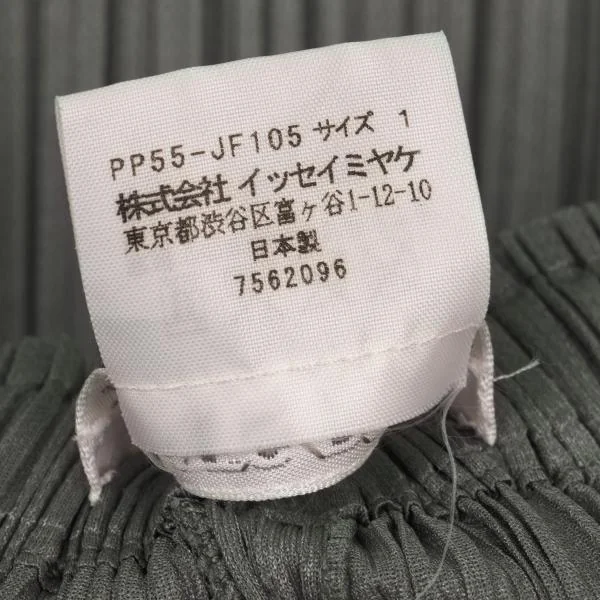 PP55-JF105 サイズ 1
株式会社 イッセイミヤケ
東京都渋谷区富ヶ谷1-12-10
日本製
7562096